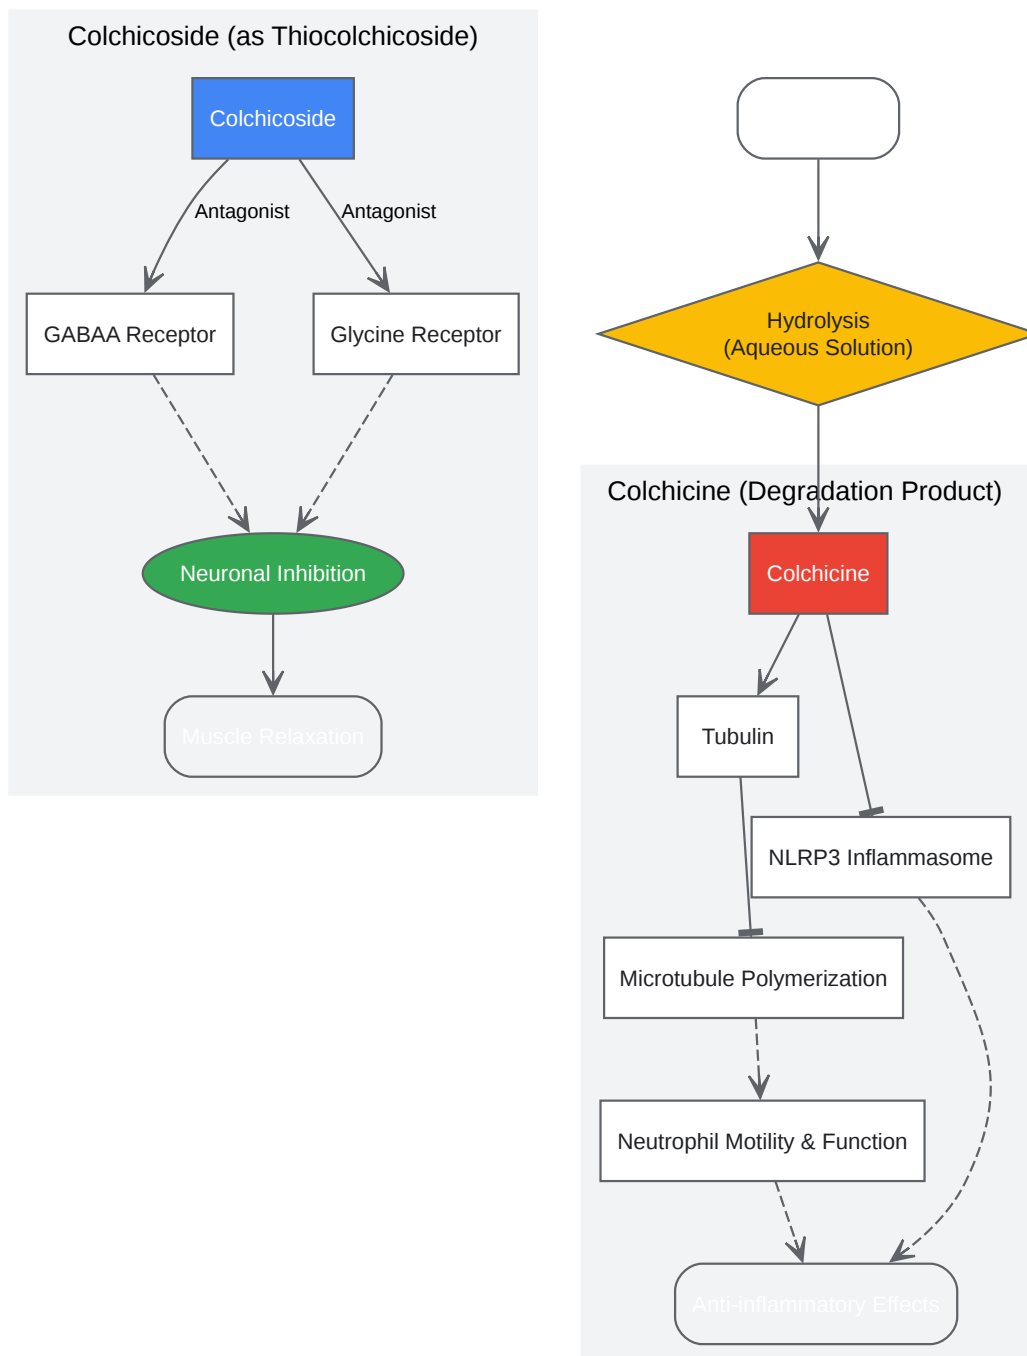 Colchicoside (as Thiocolchicoside)
Colchicoside
Antagonist
Antagonist
GABAA Receptor
Glycine Receptor
Neuronal Inhibition
Muscle Relaxation
Hydrolysis
(Aqueous Solution)
Colchicine (Degradation Product)
Colchicine
Tubulin
NLRP3 Inflammasome
Microtubule Polymerization
Neutrophil Motility & Function
Anti-inflammatory Effects